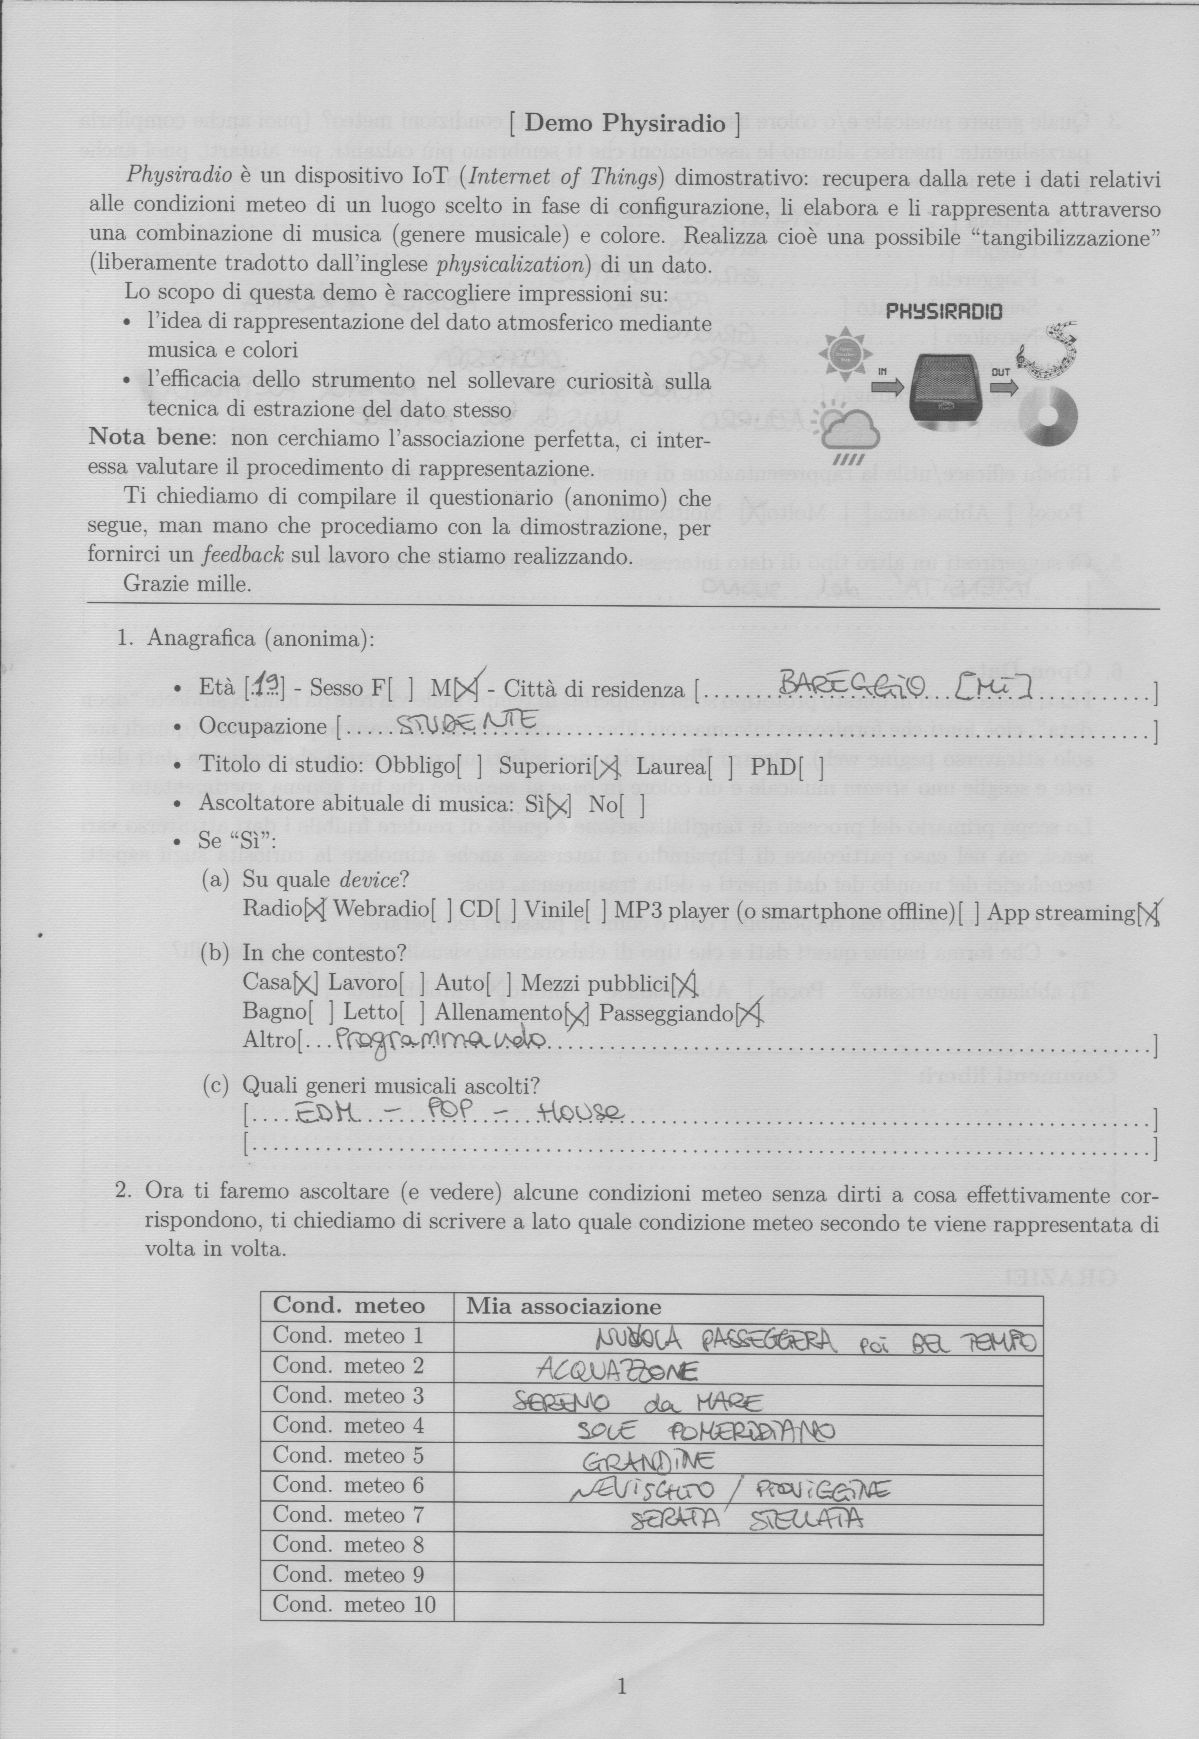 [ Demo Physiradio ]
Physiradio è un dispositivo IoT (Internet of Things) dimostrativo: recupera dalla rete i dati relativi
alle condizioni meteo di un luogo scelto in fase di configurazione, li elabora e li rappresenta attraverso
una combinazione di musica (genere musicale) e colore. Realizza cioè una possibile “tangibilizzazione”
(liberamente tradotto dall’inglese physicalization) di un dato.
Lo scopo di questa demo è raccogliere impressioni su:
• l’idea di rappresentazione del dato atmosferico mediante
musica e colori
• l’efficacia dello strumento nel sollevare curiosità sulla
tecnica di estrazione del dato stesso
Nota bene: non cerchiamo l’associazione perfetta, ci inter-
essa valutare il procedimento di rappresentazione.
Ti chiediamo di compilare il questionario (anonimo) che
segue, man mano che procediamo con la dimostrazione, per
fornirci un feedback sul lavoro che stiamo realizzando.
Grazie mille.
PHYSIRADIO
IN
OUT
1. Anagrafica (anonima):
• Età [19] - Sesso F[ ] M[X] - Città di residenza [ BAREGGIO [Mi] ]
• Occupazione [ STUDENTE ]
• Titolo di studio: Obbligo[ ] Superiori[X] Laurea[ ] PhD[ ]
• Ascoltatore abituale di musica: Sì[X] No[ ]
• Se “Sì”:
(a) Su quale device?
Radio[X] Webradio[ ] CD[ ] Vinile[ ] MP3 player (o smartphone offline)[ ] App streaming[X]
(b) In che contesto?
Casa[X] Lavoro[ ] Auto[ ] Mezzi pubblici[X]
Bagno[ ] Letto[ ] Allenamento[X] Passeggiando[X]
Altro[... Programmando ]
(c) Quali generi musicali ascolti?
[.... EDM - POP - HOUSe ]
[ ]
2. Ora ti faremo ascoltare (e vedere) alcune condizioni meteo senza dirti a cosa effettivamente cor-
rispondono, ti chiediamo di scrivere a lato quale condizione meteo secondo te viene rappresentata di
volta in volta.
Cond. meteo Mia associazione
Cond. meteo 1 NUVOLA PASSEGGERA poi BEL TEMPO
Cond. meteo 2 ACQUAZZONE
Cond. meteo 3 SERENO da MARE
Cond. meteo 4 SOLE POMERIDIANO
Cond. meteo 5 GRANDINE
Cond. meteo 6 NEVISCHIO / PIOVIGGINE
Cond. meteo 7 SERATA STELLATA
Cond. meteo 8
Cond. meteo 9
Cond. meteo 10
1